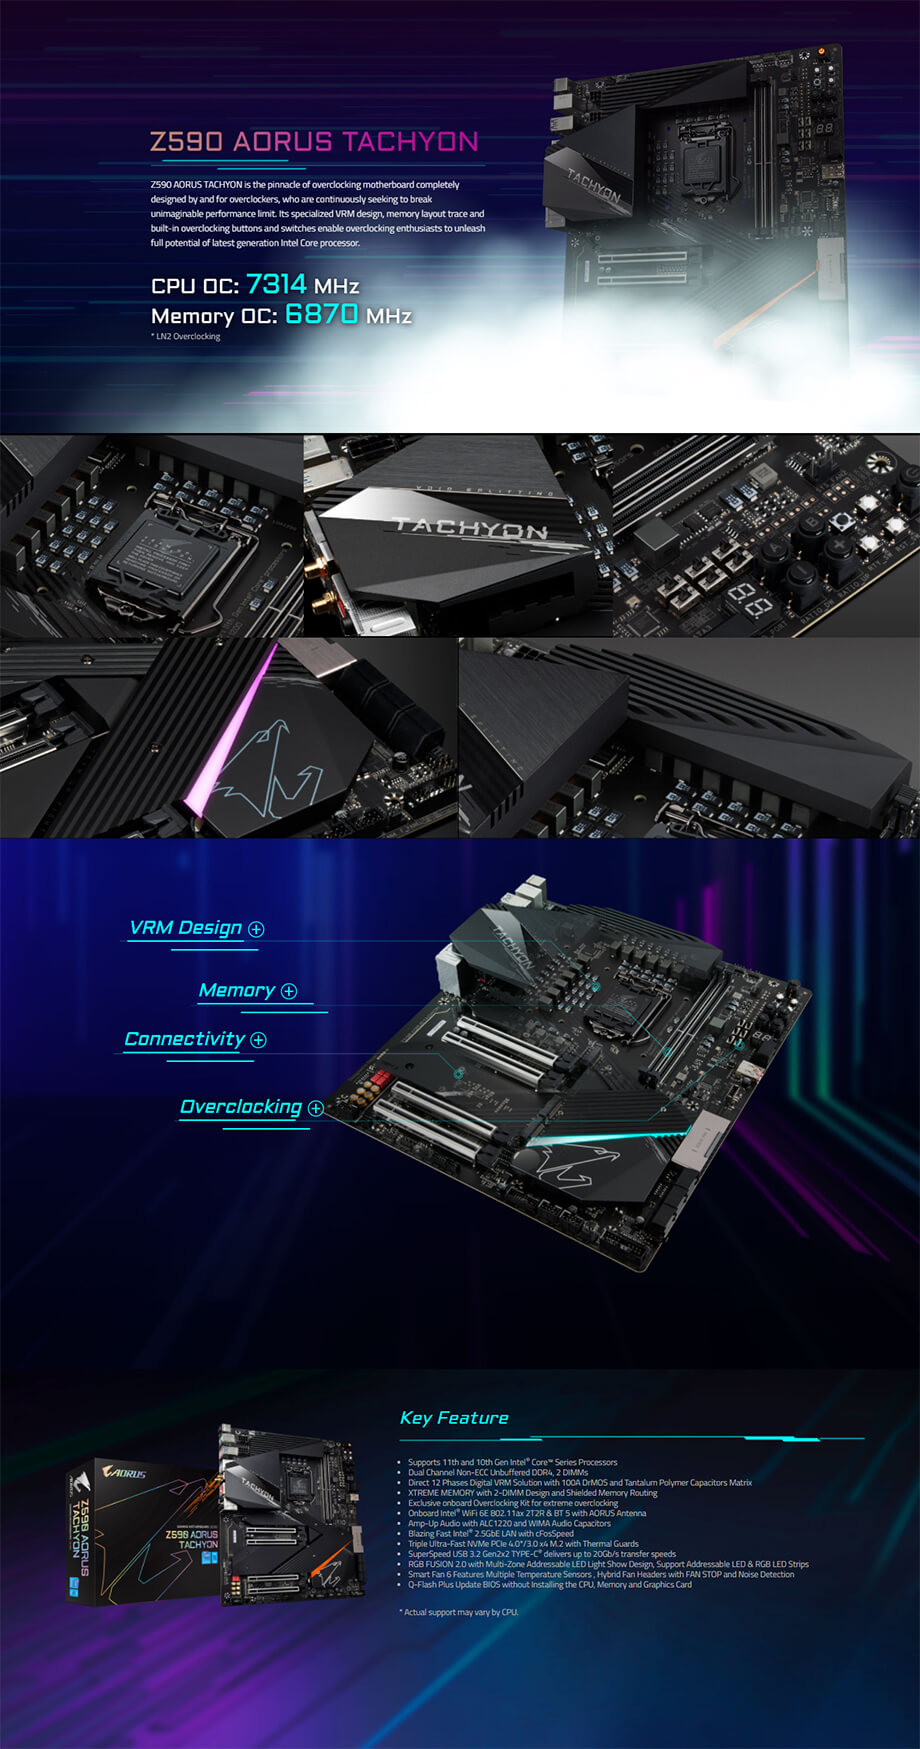 Z590 AORUS TACHYON
Z590 AORUS TACHYON is the pinnacle of overclocking motherboard completely
designed by and for overclockers, who are continuously seeking to break
unimaginable performance limit. Its specialized VRM design, memory layout trace and
built-in overclocking buttons and switches enable overclocking enthusiasts to unleash
full potential of latest generation Intel Core processor.
CPU OC: 7314 MHz
Memory OC: 6870 MHz
* LN2 Overclocking
TACHYON
VOID SPLITTING
TACHYON
VRM Design
Memory
Connectivity
Overclocking
TACHYON
Key Feature
• Supports 11th and 10th Gen Intel® Core™ Series Processors
• Dual Channel Non-ECC Unbuffered DDR4, 2 DIMMs
• Direct 12 Phases Digital VRM Solution with 100A DrMOS and Tantalum Polymer Capacitors Matrix
• XTREME MEMORY with 2-DIMM Design and Shielded Memory Routing
• Exclusive onboard Overclocking Kit for extreme overclocking
• Onboard Intel® WiFi 6E 802.11ax 2T2R & BT 5 with AORUS Antenna
• Amp-Up Audio with ALC1220 and WIMA Audio Capacitors
• Blazing Fast Intel® 2.5GbE LAN with cFosSpeed
• Triple Ultra-Fast NVMe PCIe 4.0*/3.0 x4 M.2 with Thermal Guards
• SuperSpeed USB 3.2 Gen2x2 TYPE-C® delivers up to 20Gb/s transfer speeds
• RGB FUSION 2.0 with Multi-Zone Addressable LED Light Show Design, Support Addressable LED & RGB LED Strips
• Smart Fan 6 Features Multiple Temperature Sensors , Hybrid Fan Headers with FAN STOP and Noise Detection
• Q-Flash Plus Update BIOS without Installing the CPU, Memory and Graphics Card
* Actual support may vary by CPU.
AORUS
Z590 AORUS
TACHYON
Z590 AORUS
TACHYON
TACHYON